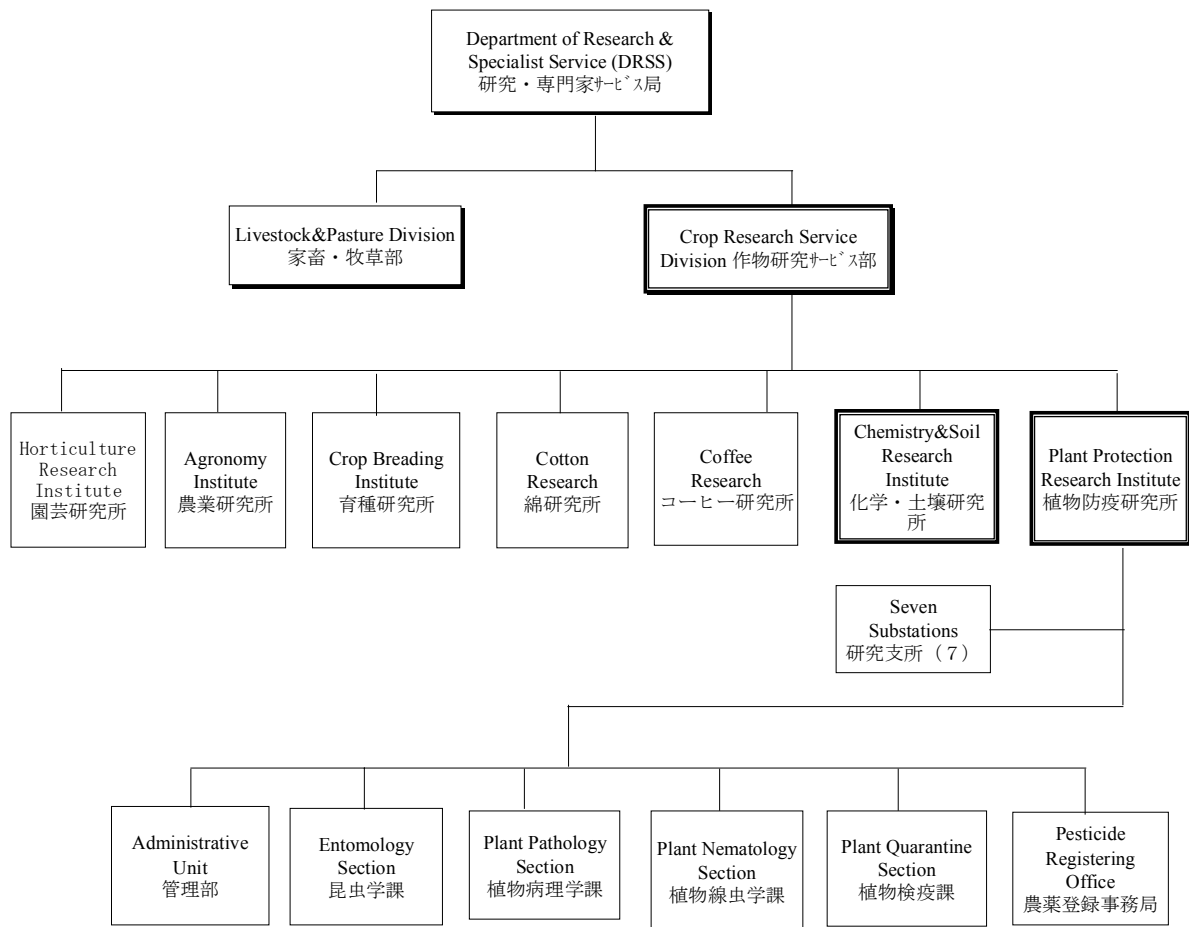 Department of Research &
Specialist Service (DRSS)
研究・専門家ｻｰﾋﾞｽ局
Livestock&Pasture Division
家畜・牧草部
Crop Research Service
Division 作物研究ｻｰﾋﾞｽ部
Horticulture
Research
Institute
園芸研究所
Agronomy
Institute
農業研究所
Crop Breading
Institute
育種研究所
Cotton
Research
綿研究所
Coffee
Research
コーヒー研究所
Chemistry&Soil
Research
Institute
化学・土壌研究
所
Plant Protection
Research Institute
植物防疫研究所
Seven
Substations
研究支所（７）
Administrative
Unit
管理部
Entomology
Section
昆虫学課
Plant Pathology
Section
植物病理学課
Plant Nematology
Section
植物線虫学課
Plant Quarantine
Section
植物検疫課
Pesticide
Registering
Office
農薬登録事務局